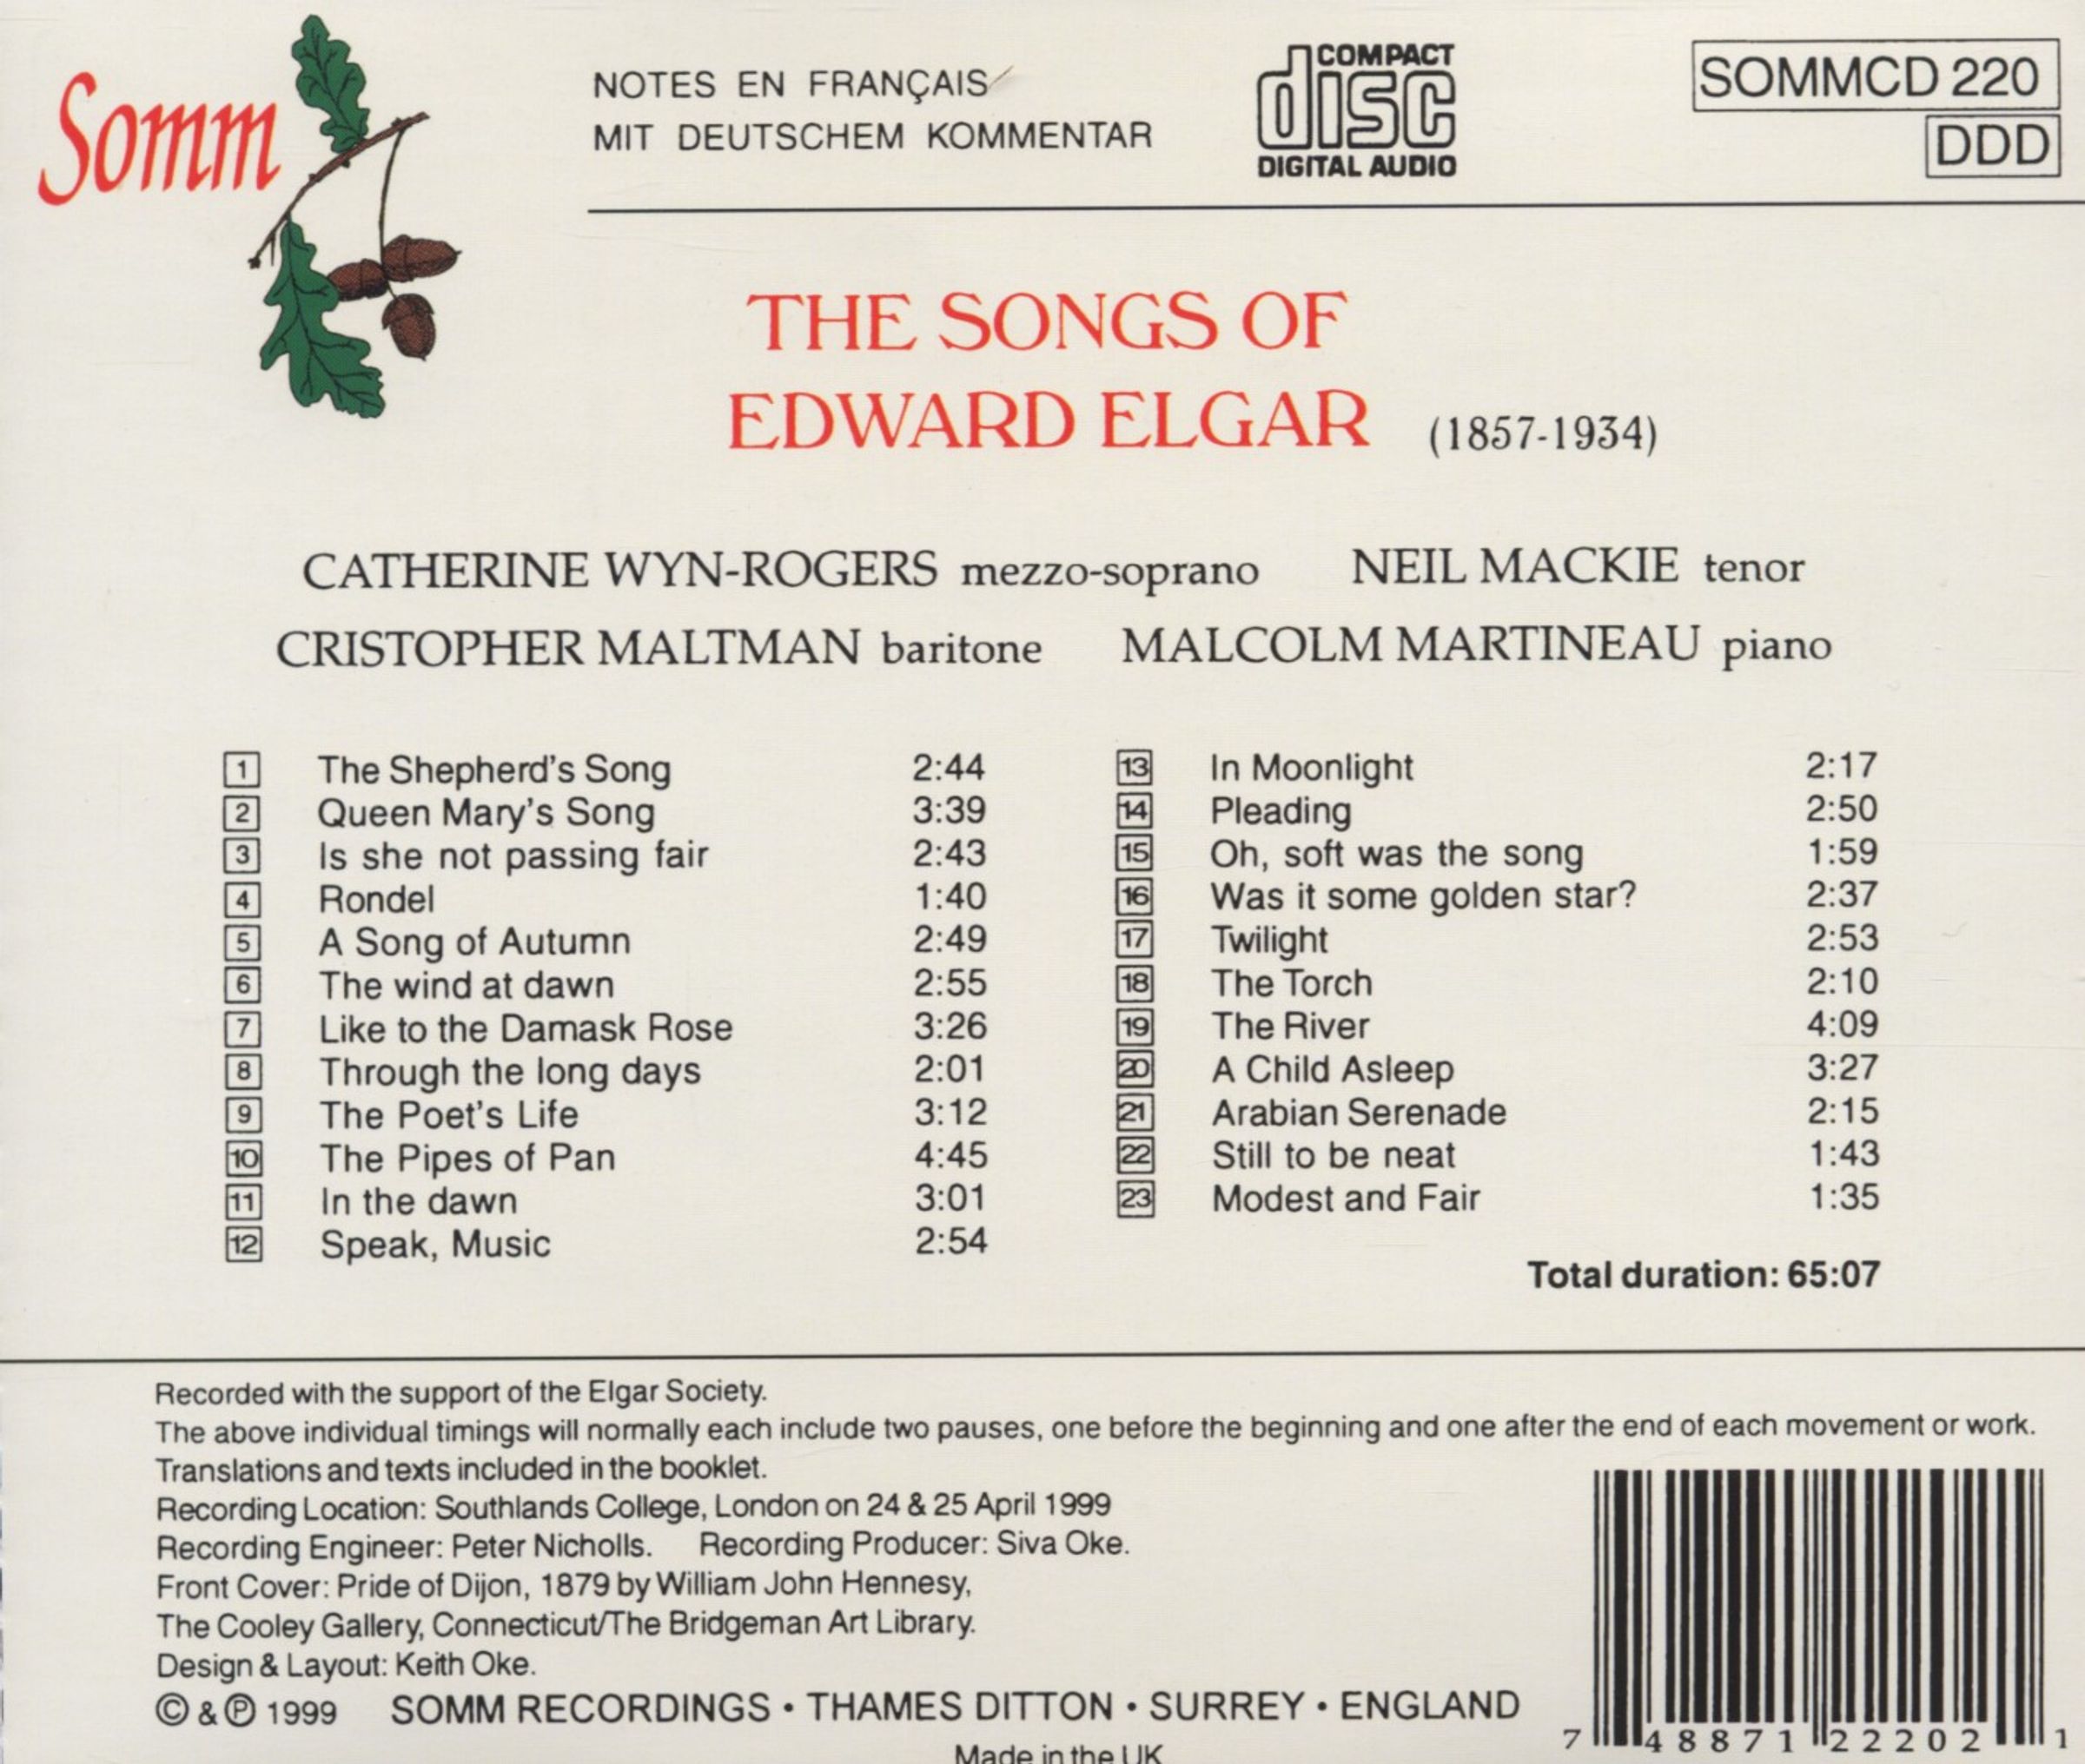 Somm
NOTES EN FRANÇAIS
MIT DEUTSCHEM KOMMENTAR
COMPACT
disc
DIGITAL AUDIO
SOMMCD 220
DDD
THE SONGS OF
EDWARD ELGAR (1857-1934)
CATHERINE WYN-ROGERS mezzo-soprano NEIL MACKIE tenor
CRISTOPHER MALTMAN baritone MALCOLM MARTINEAU piano
1 The Shepherd's Song 2:44
2 Queen Mary's Song 3:39
3 Is she not passing fair 2:43
4 Rondel 1:40
5 A Song of Autumn 2:49
6 The wind at dawn 2:55
7 Like to the Damask Rose 3:26
8 Through the long days 2:01
9 The Poet's Life 3:12
10 The Pipes of Pan 4:45
11 In the dawn 3:01
12 Speak, Music 2:54
13 In Moonlight 2:17
14 Pleading 2:50
15 Oh, soft was the song 1:59
16 Was it some golden star? 2:37
17 Twilight 2:53
18 The Torch 2:10
19 The River 4:09
20 A Child Asleep 3:27
21 Arabian Serenade 2:15
22 Still to be neat 1:43
23 Modest and Fair 1:35
Total duration: 65:07
Recorded with the support of the Elgar Society.
The above individual timings will normally each include two pauses, one before the beginning and one after the end of each movement or work.
Translations and texts included in the booklet.
Recording Location: Southlands College, London on 24 & 25 April 1999
Recording Engineer: Peter Nicholls. Recording Producer: Siva Oke.
Front Cover: Pride of Dijon, 1879 by William John Hennesy,
The Cooley Gallery, Connecticut/The Bridgeman Art Library.
Design & Layout: Keith Oke.
© & ℗ 1999 SOMM RECORDINGS • THAMES DITTON • SURREY • ENGLAND
Made in the UK
7 48871 22202 1